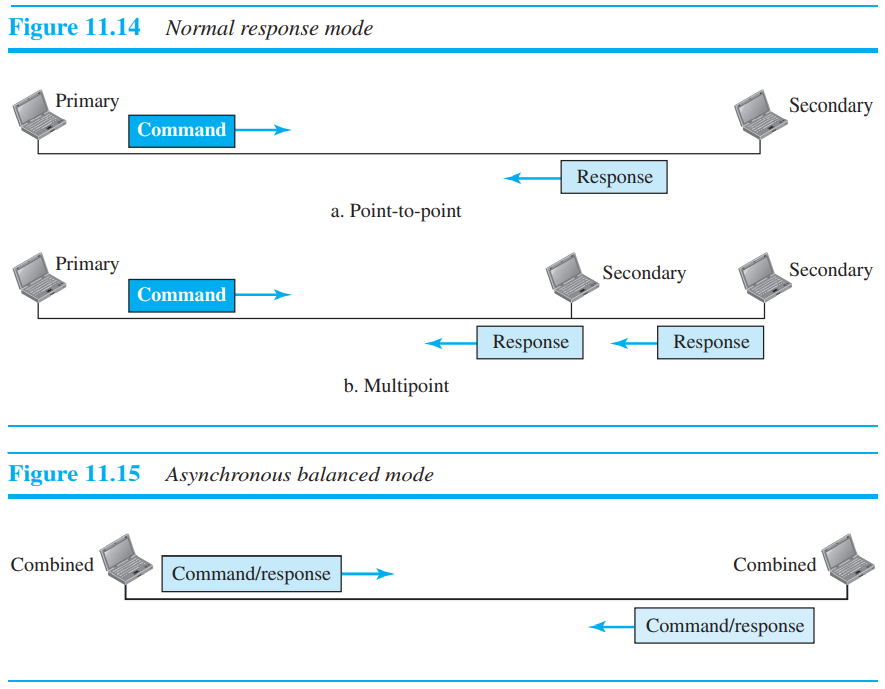 Figure 11.14 Normal response mode
Primary
Secondary
Command
Response
a. Point-to-point
Primary
Secondary
Secondary
Command
Response
Response
b. Multipoint
Figure 11.15 Asynchronous balanced mode
Combined
Command/response
Combined
Command/response